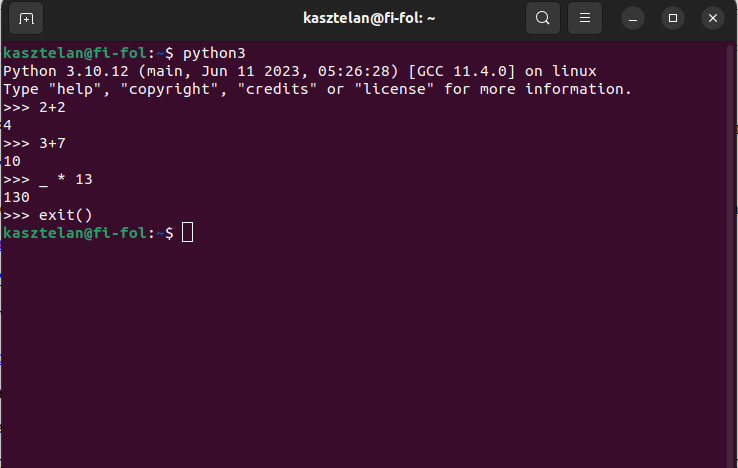 kasztelan@fi-fol: ~
kasztelan@fi-fol:~$ python3
Python 3.10.12 (main, Jun 11 2023, 05:26:28) [GCC 11.4.0] on linux
Type "help", "copyright", "credits" or "license" for more information.
>>> 2+2
4
>>> 3+7
10
>>> _ * 13
130
>>> exit()
kasztelan@fi-fol:~$